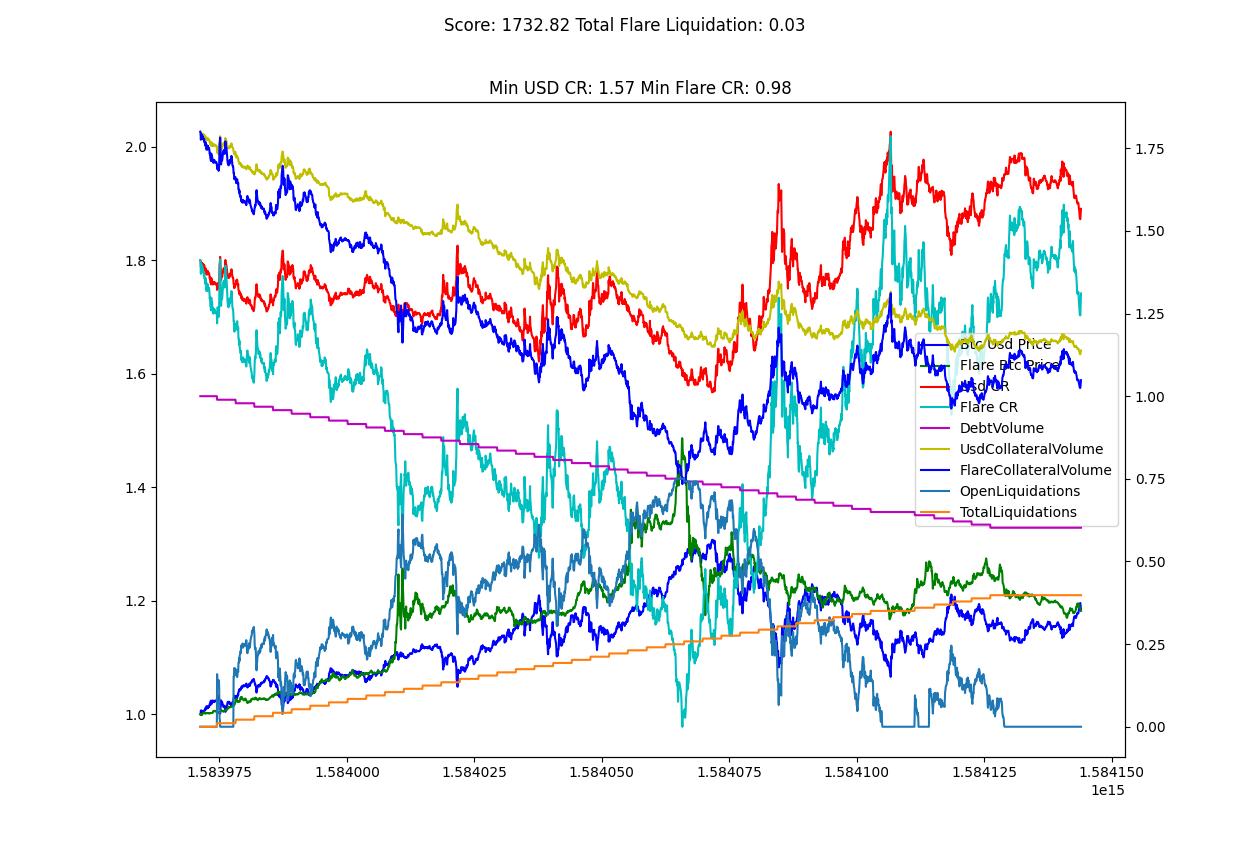 Score: 1732.82 Total Flare Liquidation: 0.03
Min USD CR: 1.57 Min Flare CR: 0.98
2.0
1.8
1.6
1.4
1.2
1.0
1.75
1.50
1.25
1.00
0.75
0.50
0.25
0.00
Btc Usd Price
Flare Btc Price
Usd CR
Flare CR
DebtVolume
UsdCollateralVolume
FlareCollateralVolume
OpenLiquidations
TotalLiquidations
1.583975 1.584000 1.584025 1.584050 1.584075 1.584100 1.584125 1.584150
1e15